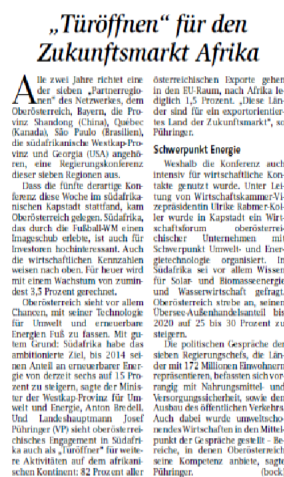 „Türöffnen“ für den
Zukunftsmarkt Afrika
Alle zwei Jahre richtet eine
der sieben „Partnerregio-
nen“ des Netzwerkes, dem
Oberösterreich, Bayern, die Pro-
vinz Shandong (China), Québec
(Kanada), São Paulo (Brasilien),
die südafrikanische Westkap-Pro-
vinz und Georgia (USA) angehö-
ren, eine Regierungskonferenz
dieser sieben Regionen aus.
Dass die fünfte derartige Kon-
ferenz diese Woche im südafrika-
nischen Kapstadt stattfand, kam
Oberösterreich gelegen. Südafrika,
das durch die Fußball-WM einen
Imageschub erlebte, ist auch für
Investoren hochinteressant. Auch
die wirtschaftlichen Kennzahlen
weisen nach oben. Für heuer wird
mit einem Wachstum von zumin-
dest 3,5 Prozent gerechnet.
Oberösterreich sieht vor allem
Chancen, mit seiner Technologie
für Umwelt und erneuerbare
Energien Fuß zu fassen. Mit gu-
tem Grund: Südafrika habe das
ambitionierte Ziel, bis 2014 sei-
nen Anteil an erneuerbarer Ener-
gie von derzeit sechs auf 15 Pro-
zent zu steigern, sagte der Minis-
ter der Westkap-Provinz für Um-
welt und Energie, Anton Bredell.
Und Landeshauptmann Josef
Pühringer (VP) sieht oberösterrei-
chisches Engagement in Südafri-
ka auch als „Türöffner“ für weite-
re Aktivitäten auf dem afrikani-
schen Kontinent: 82 Prozent aller
österreichischen Exporte gehen
in den EU-Raum, nach Afrika le-
diglich 1,5 Prozent. „Diese Län-
der sind für ein exportorientier-
tes Land der Zukunftsmarkt“, so
Pühringer.
Schwerpunkt Energie
Weshalb die Konferenz auch
intensiv für wirtschaftliche Kon-
takte genutzt wurde. Unter Lei-
tung von Wirtschaftskammer-Vi-
zepräsidentin Ulrike Rabmer-Kol-
ler wurde in Kapstadt ein Wirt-
schaftsforum oberösterrei-
chischer Unternehmen mit
Schwerpunkt Umwelt- und Ener-
gietechnologie organisiert. In
Südafrika sei vor allem Wissen
für Solar- und Biomasseenergie
und Wasserwirtschaft gefragt.
Oberösterreich strebe an, seinen
Übersee-Außenhandelsanteil bis
2020 auf 25 bis 30 Prozent zu
steigern.
Die politischen Gespräche der
sieben Regierungschefs, die Län-
der mit 172 Millionen Einwohnern
repräsentieren, befassten sich vor-
rangig mit Nahrungsmittel- und
Versorgungssicherheit, sowie den
Ausbau des öffentlichen Verkehrs.
Auch dabei wurde umweltscho-
nendes Wirtschaften in den Mittel-
punkt der Gespräche gestellt – Be-
reiche, in denen Oberösterreich
seine Kompetenz anbiete, sagte
Pühringer. (bock)